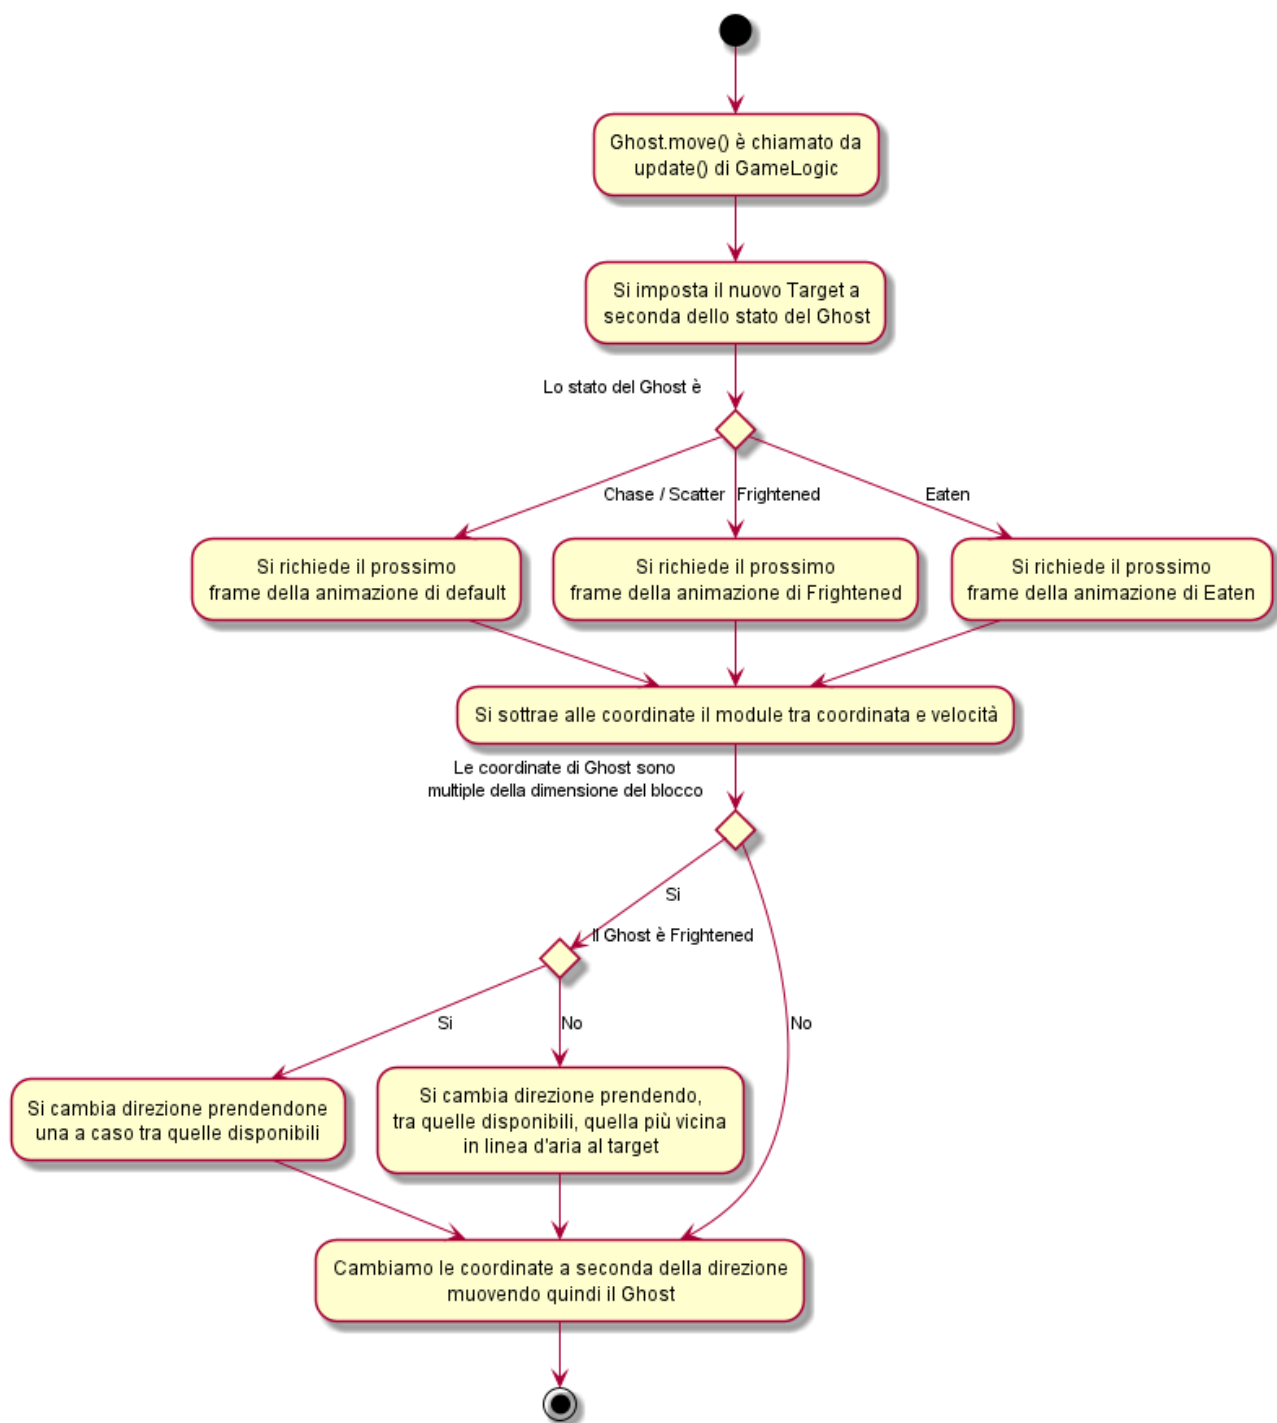 Ghost.move() è chiamato da
update() di GameLogic
Si imposta il nuovo Target a
seconda dello stato del Ghost
Lo stato del Ghost è
Chase / Scatter
Frightened
Eaten
Si richiede il prossimo
frame della animazione di default
Si richiede il prossimo
frame della animazione di Frightened
Si richiede il prossimo
frame della animazione di Eaten
Si sottrae alle coordinate il module tra coordinata e velocità
Le coordinate di Ghost sono
multiple della dimensione del blocco
Si
Il Ghost è Frightened
Si
No
No
Si cambia direzione prendendone
una a caso tra quelle disponibili
Si cambia direzione prendendo,
tra quelle disponibili, quella più vicina
in linea d'aria al target
Cambiamo le coordinate a seconda della direzione
muovendo quindi il Ghost